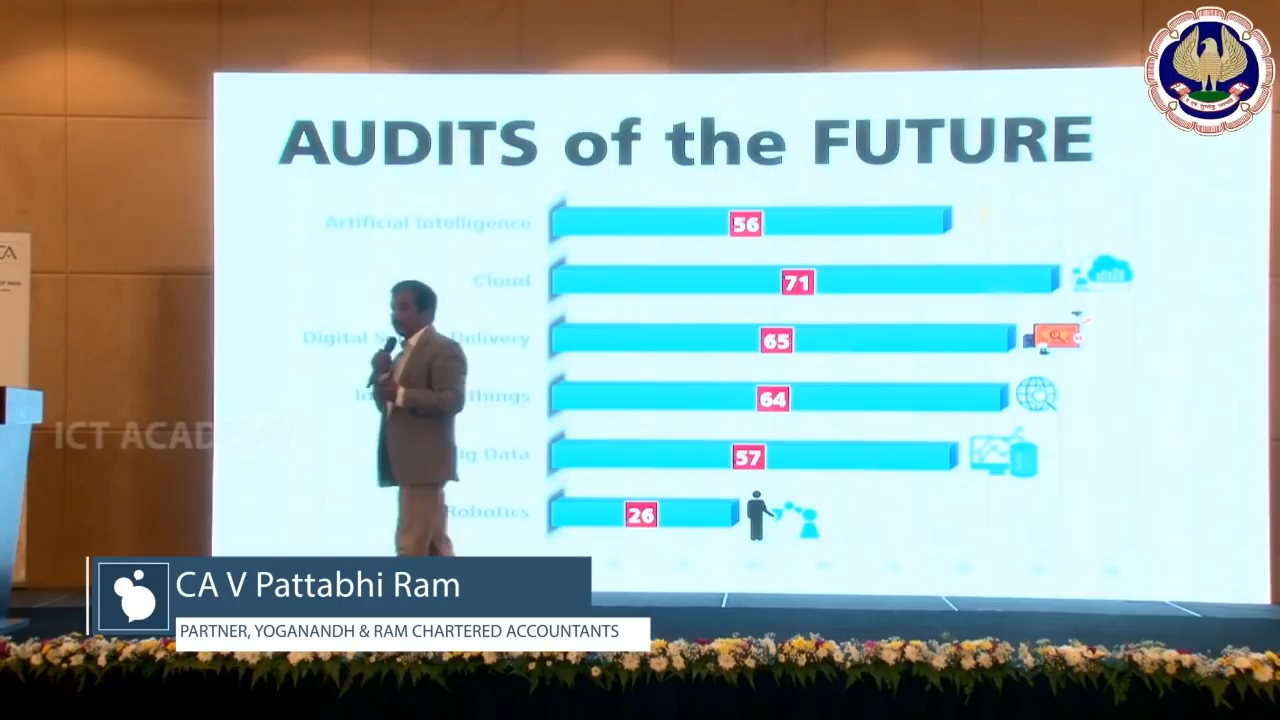 AUDITS of the FUTURE
Artificial Intelligence 56
Cloud 71
Digital Delivery 65
Things 64
Data 57
Robotics 26
ICT ACADEMY
CA V Pattabhi Ram
PARTNER, YOGANANDH & RAM CHARTERED ACCOUNTANTS